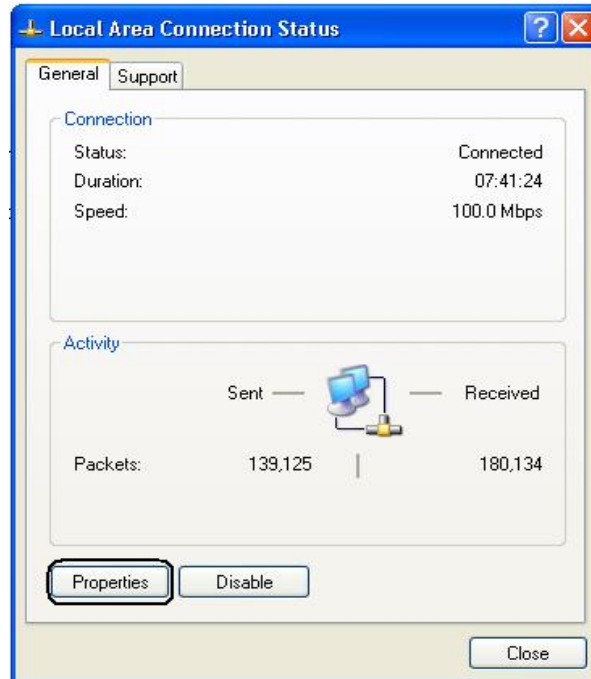 Local Area Connection Status
General Support
Connection
Status: Connected
Duration: 07:41:24
Speed: 100.0 Mbps
Activity
Sent Received
Packets: 139,125 180,134
Properties Disable
Close